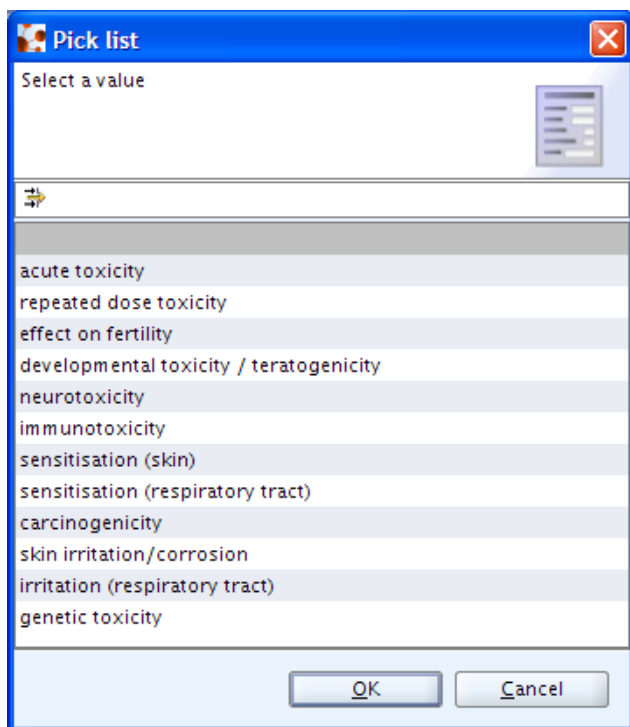 Pick list
Select a value
acute toxicity
repeated dose toxicity
effect on fertility
developmental toxicity / teratogenicity
neurotoxicity
immunotoxicity
sensitisation (skin)
sensitisation (respiratory tract)
carcinogenicity
skin irritation/corrosion
irritation (respiratory tract)
genetic toxicity
OK Cancel